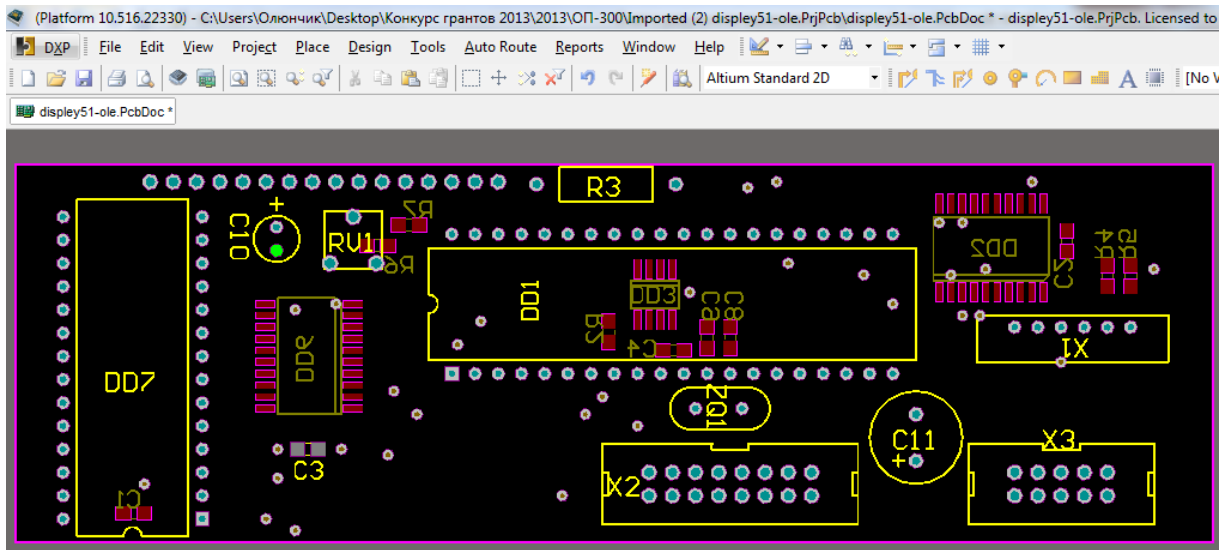 (Platform 10.516.22330) - C:\Users\Олюнчик\Desktop\Конкурс грантов 2013\2013\ОП-300\Imported (2) displey51-ole.PrjPcb\displey51-ole.PcbDoc * - displey51-ole.PrjPcb. Licensed to
DXP File Edit View Project Place Design Tools Auto Route Reports Window Help
Altium Standard 2D [No V
displey51-ole.PcbDoc *
R3
+
C10
R7
RV1
R6
DD2
C2
R4
R5
DD1
DD3
C9
C8
R2
C4
X1
DD6
DD7
ZQ1
C11
+
X3
C3
X2
C1